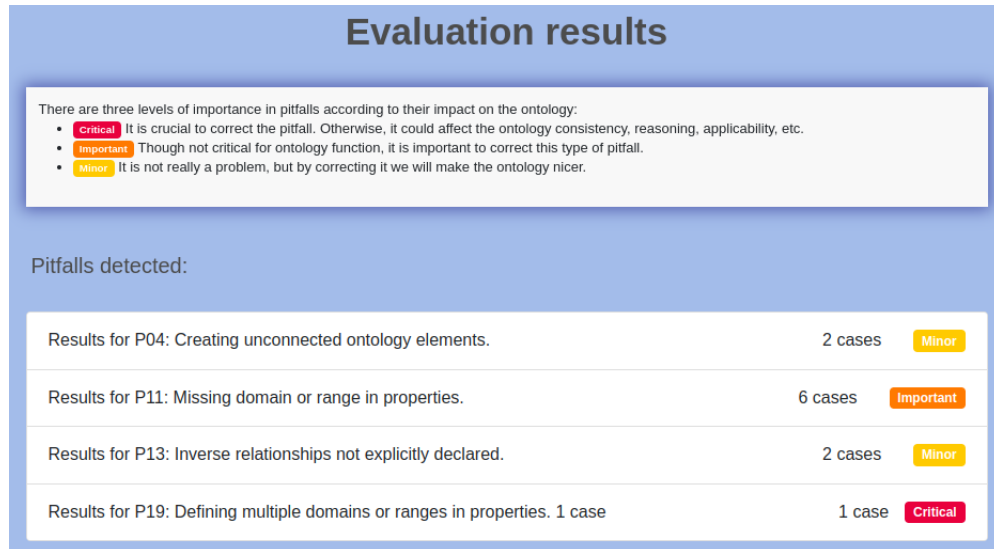 Evaluation results
There are three levels of importance in pitfalls according to their impact on the ontology:
• Critical It is crucial to correct the pitfall. Otherwise, it could affect the ontology consistency, reasoning, applicability, etc.
• Important Though not critical for ontology function, it is important to correct this type of pitfall.
• Minor It is not really a problem, but by correcting it we will make the ontology nicer.
Pitfalls detected:
Results for P04: Creating unconnected ontology elements. 2 cases Minor
Results for P11: Missing domain or range in properties. 6 cases Important
Results for P13: Inverse relationships not explicitly declared. 2 cases Minor
Results for P19: Defining multiple domains or ranges in properties. 1 case 1 case Critical